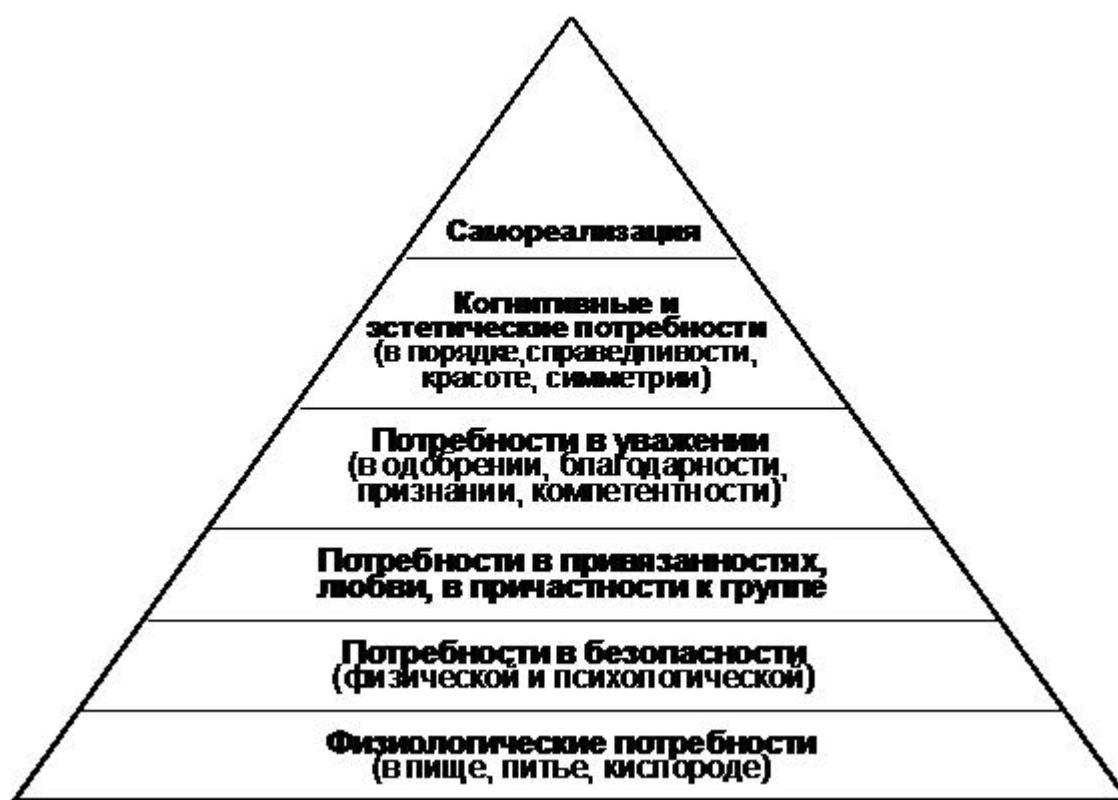 Самореализация
Когнитивные и
эстетические потребности
(в порядке,справедливости,
красоте, симметрии)
Потребности в уважении
(в одобрении, благодарности,
признании, компетентности)
Потребности в привязанностях,
любви, в причастности к группе
Потребности в безопасности
(физической и психологической)
Физиологические потребности
(в пище, питье, кислороде)